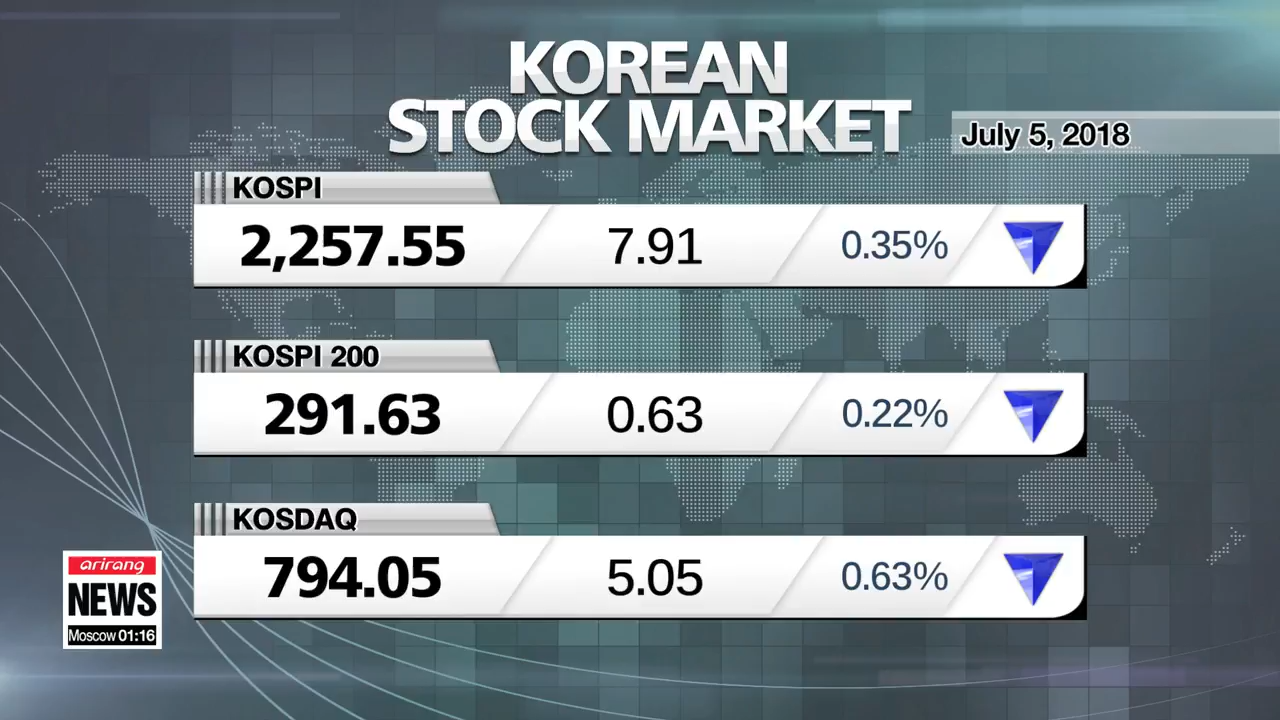 KOREAN
STOCK MARKET
July 5, 2018
KOSPI
2,257.55 7.91 0.35%
KOSPI 200
291.63 0.63 0.22%
KOSDAQ
794.05 5.05 0.63%
arirang
NEWS
Moscow 01:16